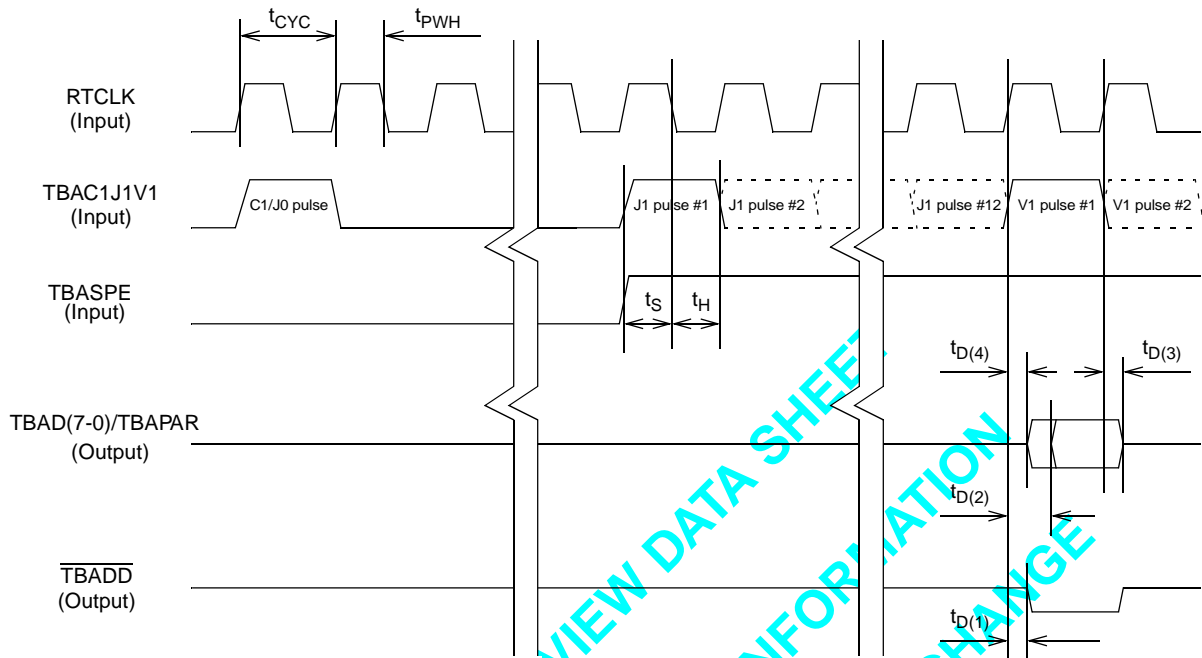 tCYC
tPWH
RTCLK
(Input)
TBAC1J1V1
(Input)
C1/J0 pulse
J1 pulse #1
J1 pulse #2
J1 pulse #12
V1 pulse #1
V1 pulse #2
TBASPE
(Input)
tS
tH
tD(4)
tD(3)
TBAD(7-0)/TBAPAR
(Output)
tD(2)
TBADD
(Output)
tD(1)
VIEW DATA SHEET
INFORMATION
CHANGE